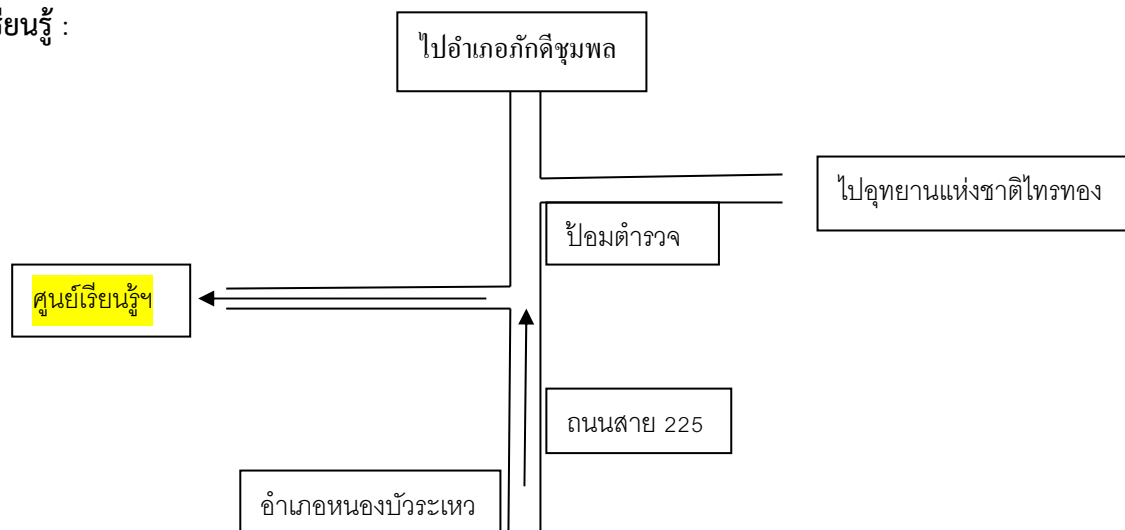 รียนรู้ :
ไปอำเภอภักดีชุมพล
ไปอุทยานแห่งชาติไทรทอง
ป้อมตำรวจ
ศูนย์เรียนรู้ฯ
ถนนสาย 225
อำเภอหนองบัวระเหว